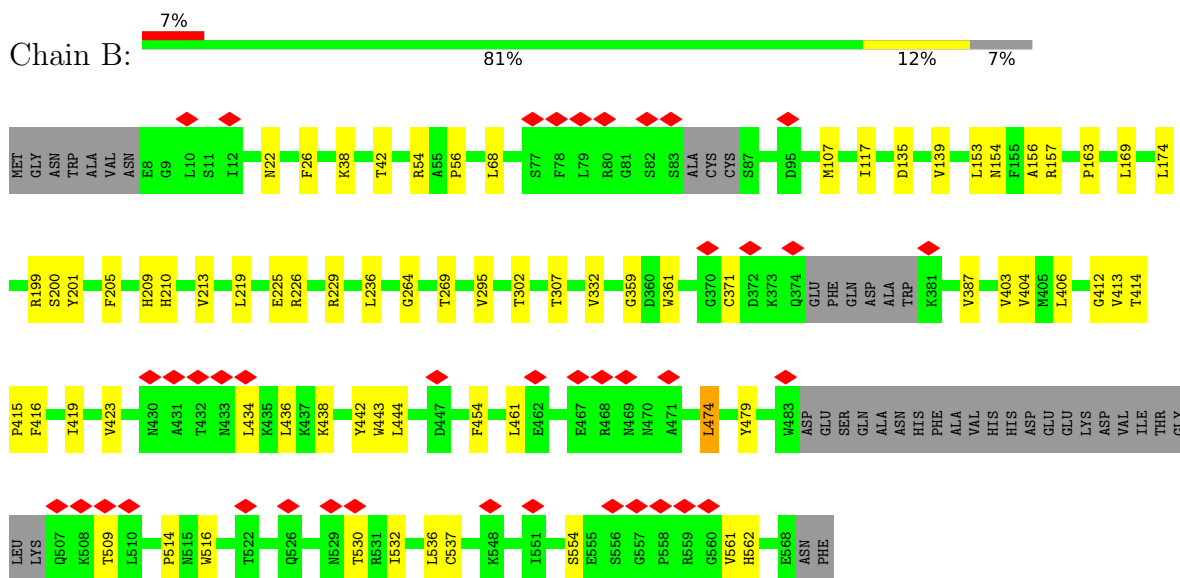 7%
Chain B:
81% 12% 7%
MET GLY ASN TRP ALA VAL ASN E8 G9 L10 S11 I12 N22 F26 K38 T42 R54 A55 P56 L68 S77 F78 L79 R80 G81 S82 S83 ALA CYS CYS S87 D95 M107 I117 D135 V139 L153 N154 F155 A156 R157 P163 L169 L174
R199 S200 Y201 F205 H209 H210 V213 L219 E225 R226 R229 L236 G264 T269 V295 T302 T307 V332 G359 D360 W361 G370 C371 D372 K373 Q374 GLU PHE GLN ASP ALA TRP K381 V387 V403 V404 M405 L406 G412 V413 T414
P415 F416 I419 V423 N430 A431 T432 N433 L434 K435 L436 K437 K438 Y442 W443 L444 D447 F454 L461 E462 E467 R468 N469 N470 A471 L474 Y479 W483 ASP GLU SER GLN ALA ASN HIS PHE ALA VAL HIS HIS ASP GLU GLU LYS ASP VAL ILE THR GLY
LEU LYS Q507 K508 T509 L510 P514 N515 W516 T522 Q526 N529 T530 R531 I532 L536 C537 K548 I551 S554 E555 S556 G557 P558 R559 G560 V561 H562 E568 ASN PHE